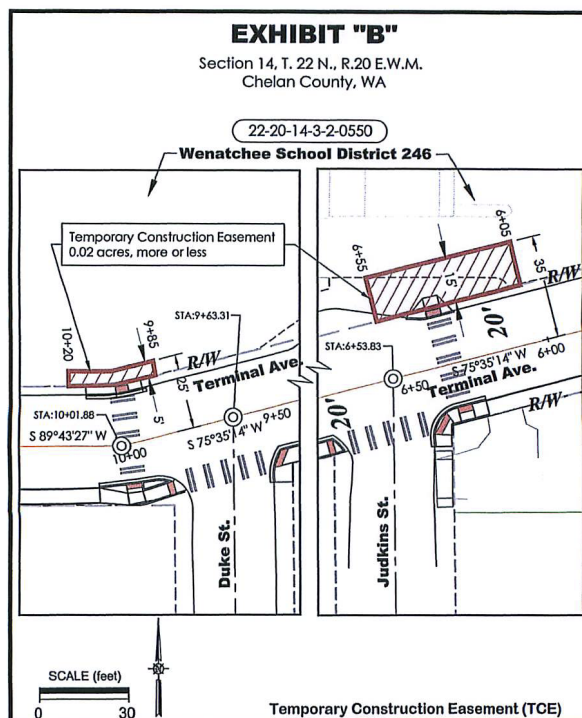 EXHIBIT "B"
Section 14, T. 22 N., R.20 E.W.M.
Chelan County, WA
22-20-14-3-2-0550
Wenatchee School District 246
Temporary Construction Easement
0.02 acres, more or less
10+20
9+85
STA:9+63.31
R/W
25'
5'
Terminal Ave.
STA:10+01.88
S 89°43'27" W
10+00
S 75°35'14" W
9+50
Duke St.
6+55
6+05
15'
35'
R/W
STA:6+53.83
20'
S 75°35'14" W
6+00
6+50
Terminal Ave.
20'
R/W
Judkins St.
SCALE (feet)
0 30
Temporary Construction Easement (TCE)